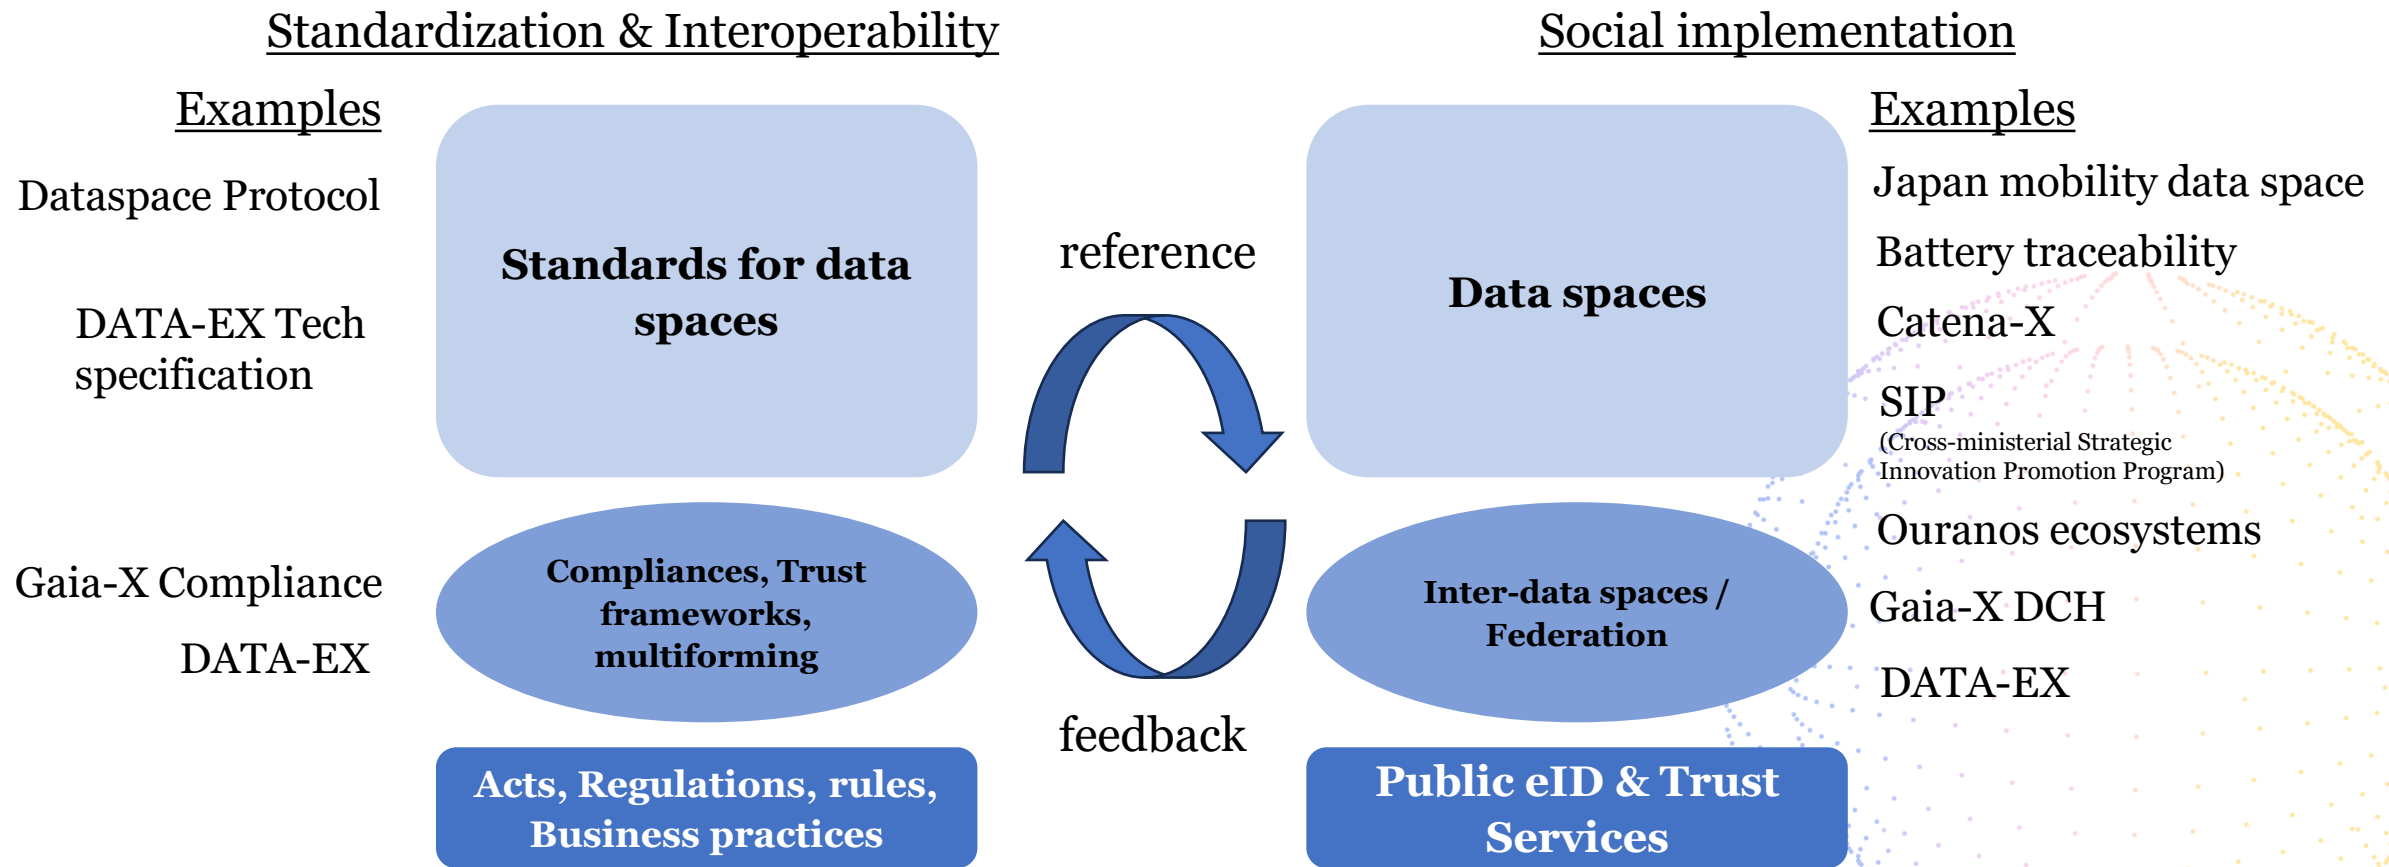 Standardization & Interoperability
Examples
Dataspace Protocol
DATA-EX Tech
specification
Gaia-X Compliance
DATA-EX
Standards for data
spaces
Compliances, Trust
frameworks,
multiforming
Acts, Regulations, rules,
Business practices
reference
feedback
Social implementation
Data spaces
Inter-data spaces /
Federation
Public eID & Trust
Services
Examples
Japan mobility data space
Battery traceability
Catena-X
SIP
(Cross-ministerial Strategic
Innovation Promotion Program)
Ouranos ecosystems
Gaia-X DCH
DATA-EX